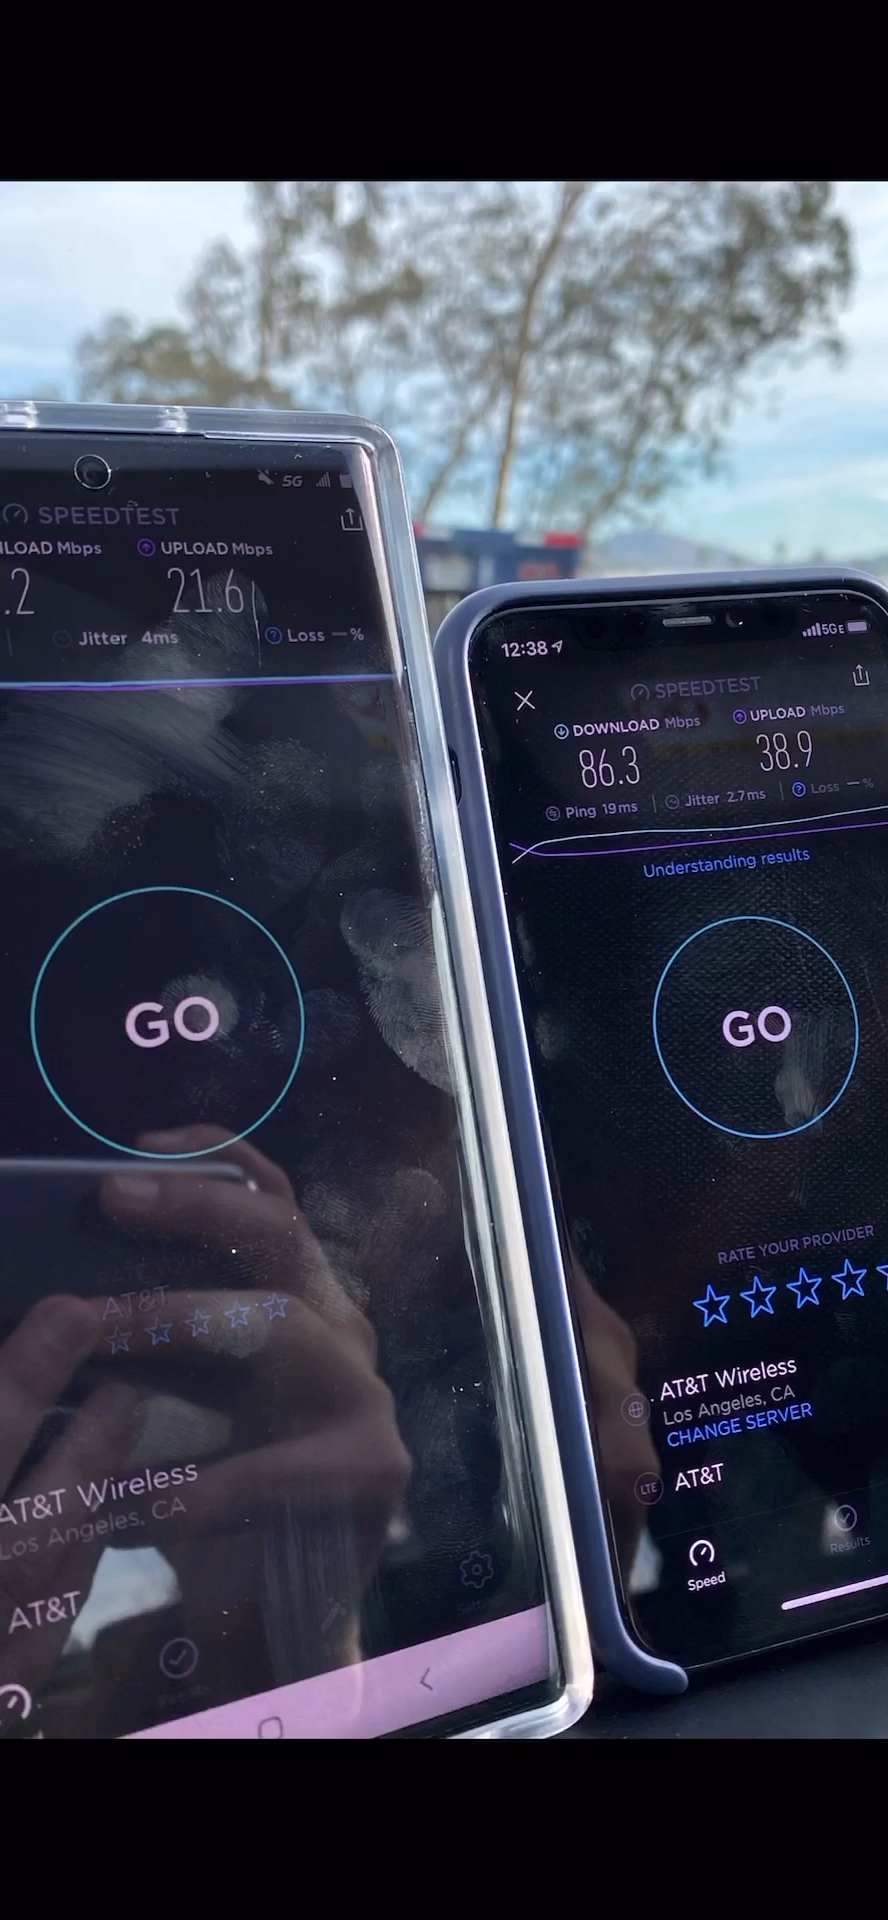 5G
SPEEDTEST
LOAD Mbps
UPLOAD Mbps
.2
21.6
Jitter 4ms
Loss —%
GO
AT&T
AT&T Wireless
Los Angeles, CA
AT&T
12:38
5GE
SPEEDTEST
DOWNLOAD Mbps
UPLOAD Mbps
86.3
38.9
Ping 19ms
Jitter 2.7ms
Loss —%
Understanding results
GO
RATE YOUR PROVIDER
AT&T Wireless
Los Angeles, CA
CHANGE SERVER
LTE
AT&T
Speed
Results